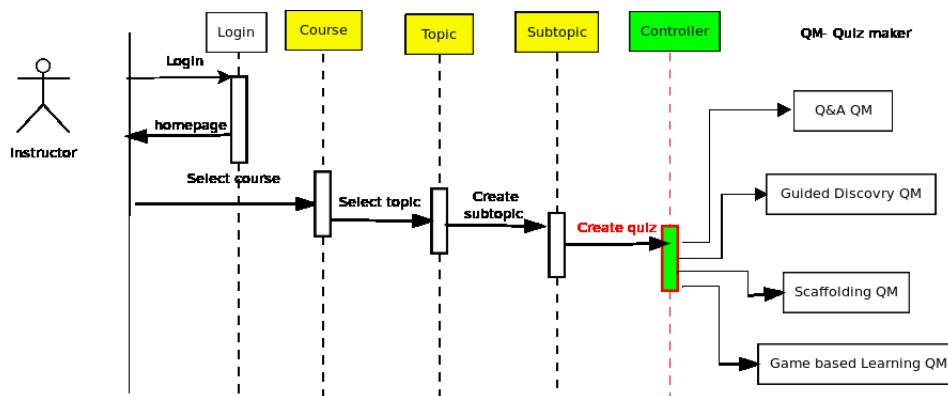 Login
Course
Topic
Subtopic
Controller
QM- Quiz maker
Login
homepage
Instructor
Select course
Select topic
Create
subtopic
Create quiz
Q&A QM
Guided Discovry QM
Scaffolding QM
Game based Learning QM